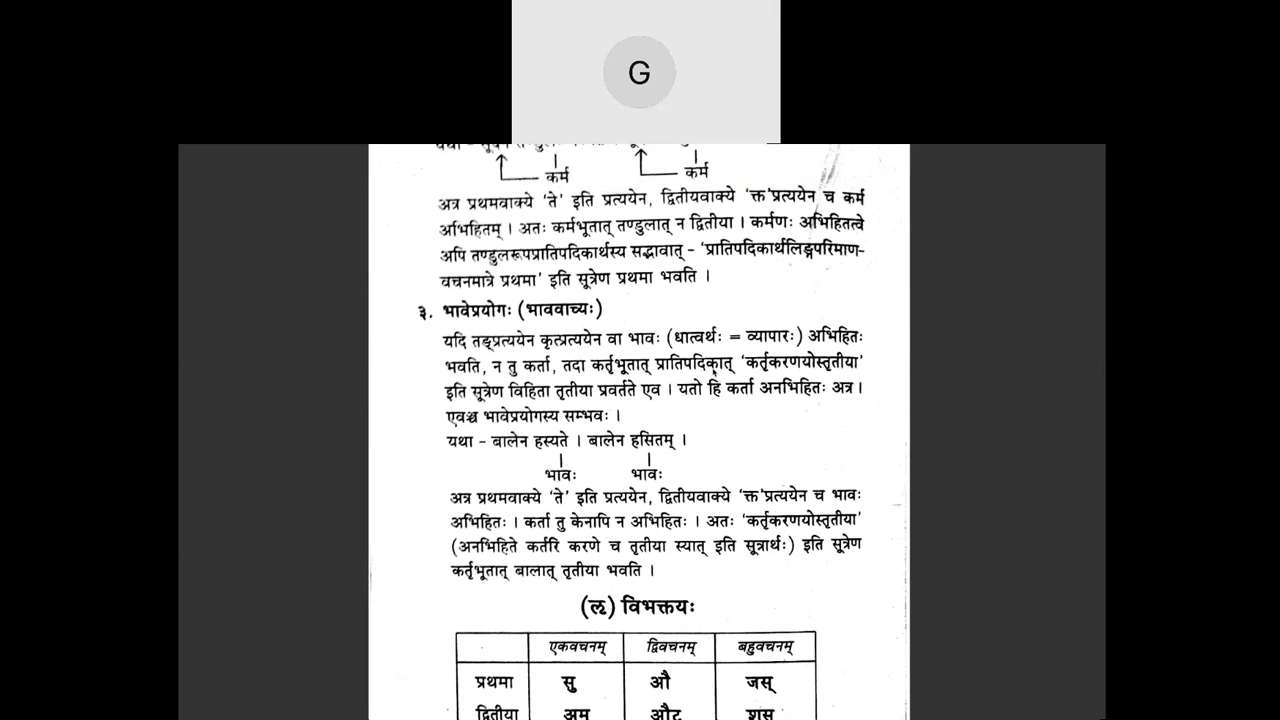 G
कर्म कर्म
अत्र प्रथमवाक्ये 'ते' इति प्रत्ययेन, द्वितीयवाक्ये 'क्त'प्रत्ययेन च कर्म
अभिहितम् । अतः कर्मभूतात् तण्डुलात् न द्वितीया । कर्मणः अभिहितत्वे
अपि तण्डुलरूपप्रातिपदिकार्थस्य सद्भावात् - 'प्रातिपदिकार्थलिङ्गपरिमाण-
वचनमात्रे प्रथमा' इति सूत्रेण प्रथमा भवति ।
३. भावेप्रयोगः (भाववाच्यः)
यदि तङ्प्रत्ययेन कृत्प्रत्ययेन वा भावः (धात्वर्थः = व्यापारः) अभिहितः
भवति, न तु कर्ता, तदा कर्तृभूतात् प्रातिपदिकात् 'कर्तृकरणयोस्तृतीया'
इति सूत्रेण विहिता तृतीया प्रवर्तते एव । यतो हि कर्ता अनभिहितः अत्र ।
एवञ्च भावेप्रयोगस्य सम्भवः ।
यथा - बालेन हस्यते । बालेन हसितम् ।
भावः भावः
अत्र प्रथमवाक्ये 'ते' इति प्रत्ययेन, द्वितीयवाक्ये 'क्त'प्रत्ययेन च भावः
अभिहितः । कर्ता तु केनापि न अभिहितः । अतः 'कर्तृकरणयोस्तृतीया'
(अनभिहिते कर्तरि करणे च तृतीया स्यात् इति सूत्रार्थः) इति सूत्रेण
कर्तृभूतात् बालात् तृतीया भवति ।
(ऌ) विभक्तयः
एकवचनम् द्विवचनम् बहुवचनम्
प्रथमा सु औ जस्
द्वितीया अम् औट् शस्